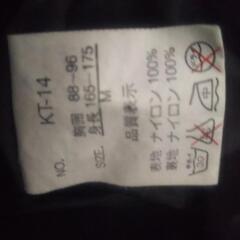 NO. KT-14
胸囲 88~96
身長 165~175
SIZE. M
品質表示
表地 ナイロン 100%
裏地 ナイロン 100%
中